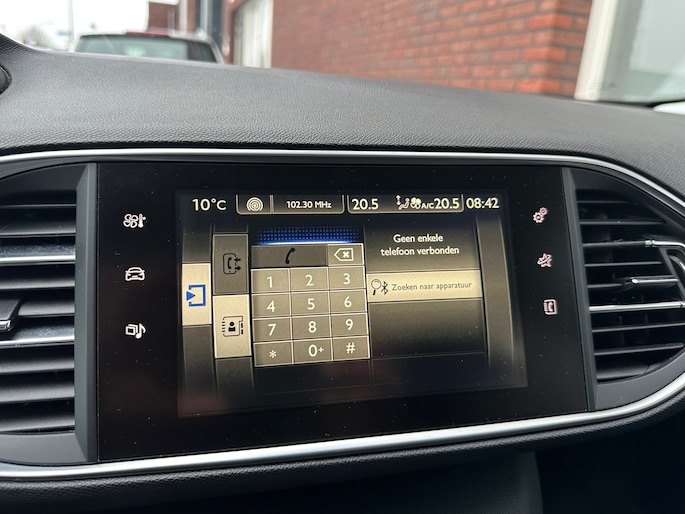 10°C
102.30 MHz
20.5
A/C
20.5
08:42
Geen enkele
telefoon verbonden
Zoeken naar apparatuur
1 2 3
4 5 6
7 8 9
* 0+ #